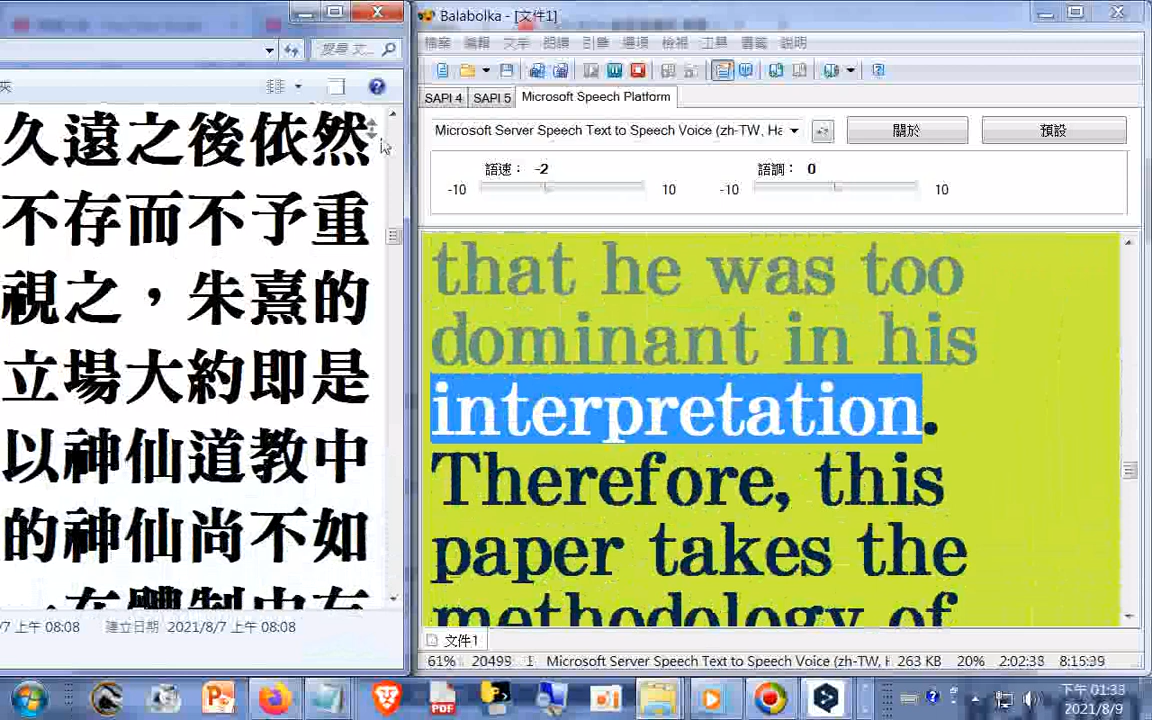 Balabolka - [文件1]
搜尋 文...
檔案 編輯 文字 閱讀 引擎 選項 檢視 工具 書籤 說明
SAPI 4 SAPI 5 Microsoft Speech Platform
Microsoft Server Speech Text to Speech Voice (zh-TW, Ha
關於 預設
語速： -2 語調： 0
-10 10 -10 10
久遠之後依然
不存而不予重
視之，朱熹的
立場大約即是
以神仙道教中
的神仙尚不如
that he was too
dominant in his
interpretation.
Therefore, this
paper takes the
methodology of
/7 上午 08:08 建立日期 2021/8/7 上午 08:08
文件1
61% 20499 : 1 Microsoft Server Speech Text to Speech Voice (zh-TW, H 263 KB 20% 2:02:38 8:15:39
PDF
下午 01:33
2021/8/9